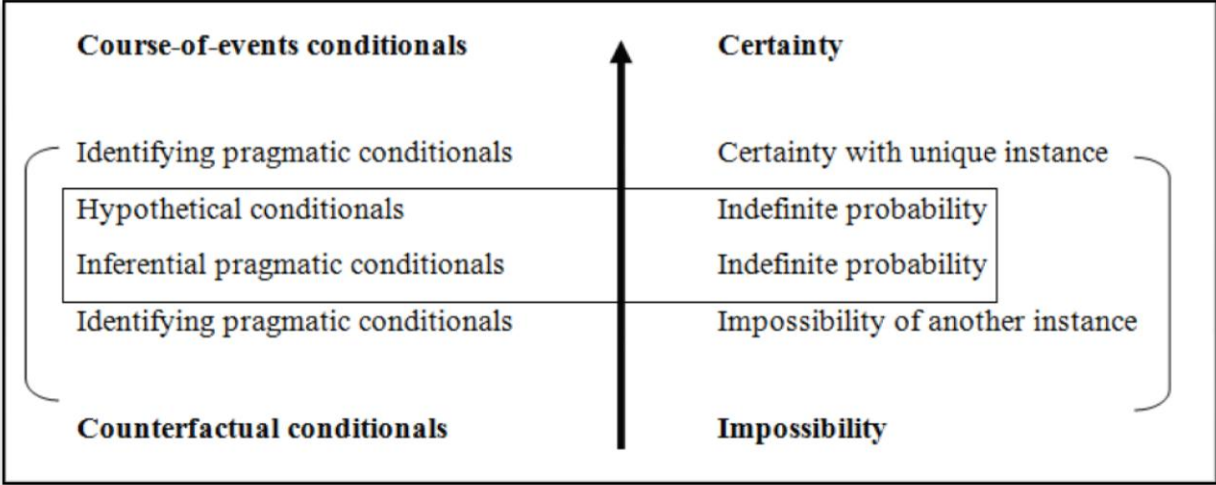 Course-of-events conditionals Certainty
Identifying pragmatic conditionals Certainty with unique instance
Hypothetical conditionals Indefinite probability
Inferential pragmatic conditionals Indefinite probability
Identifying pragmatic conditionals Impossibility of another instance
Counterfactual conditionals Impossibility